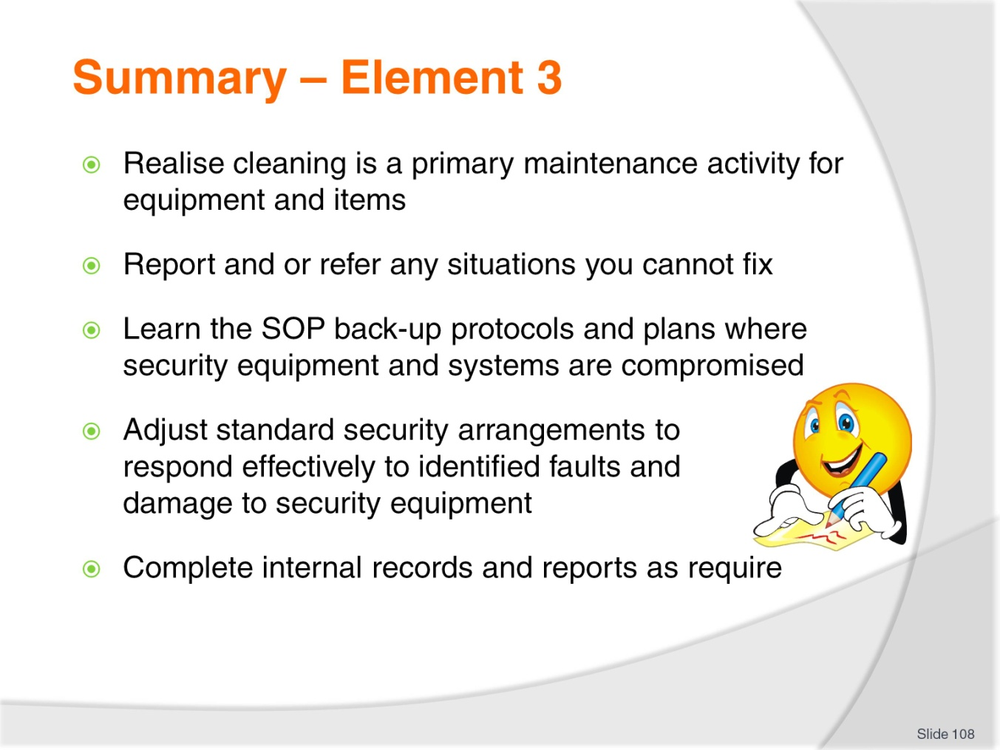 Summary – Element 3
Realise cleaning is a primary maintenance activity for
equipment and items
Report and or refer any situations you cannot fix
Learn the SOP back-up protocols and plans where
security equipment and systems are compromised
Adjust standard security arrangements to
respond effectively to identified faults and
damage to security equipment
Complete internal records and reports as require
Slide 108